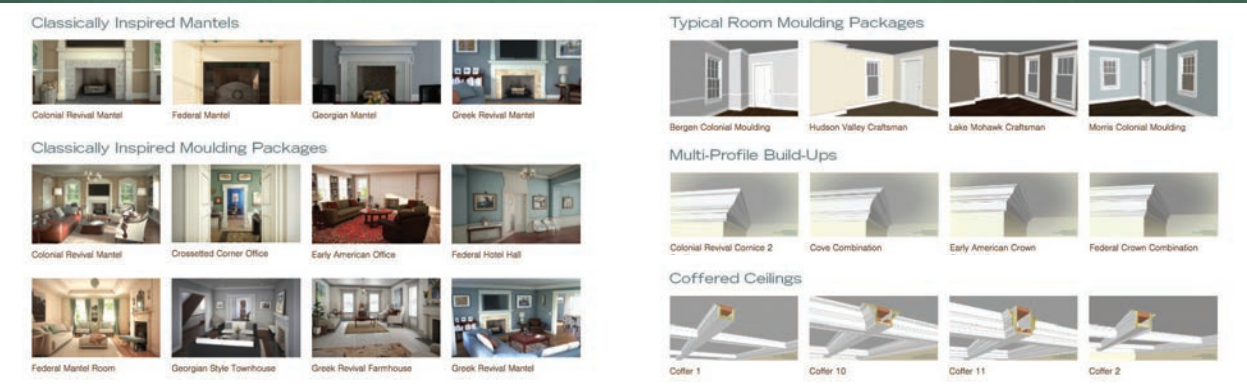 Classically Inspired Mantels
Colonial Revival Mantel
Federal Mantel
Georgian Mantel
Greek Revival Mantel
Classically Inspired Moulding Packages
Colonial Revival Mantel
Crossetted Corner Office
Early American Office
Federal Hotel Hall
Federal Mantel Room
Georgian Style Townhouse
Greek Revival Farmhouse
Greek Revival Mantel
Typical Room Moulding Packages
Bergen Colonial Moulding
Hudson Valley Craftsman
Lake Mohawk Craftsman
Morris Colonial Moulding
Multi-Profile Build-Ups
Colonial Revival Cornice 2
Cove Combination
Early American Crown
Federal Crown Combination
Coffered Ceilings
Coffer 1
Coffer 10
Coffer 11
Coffer 2